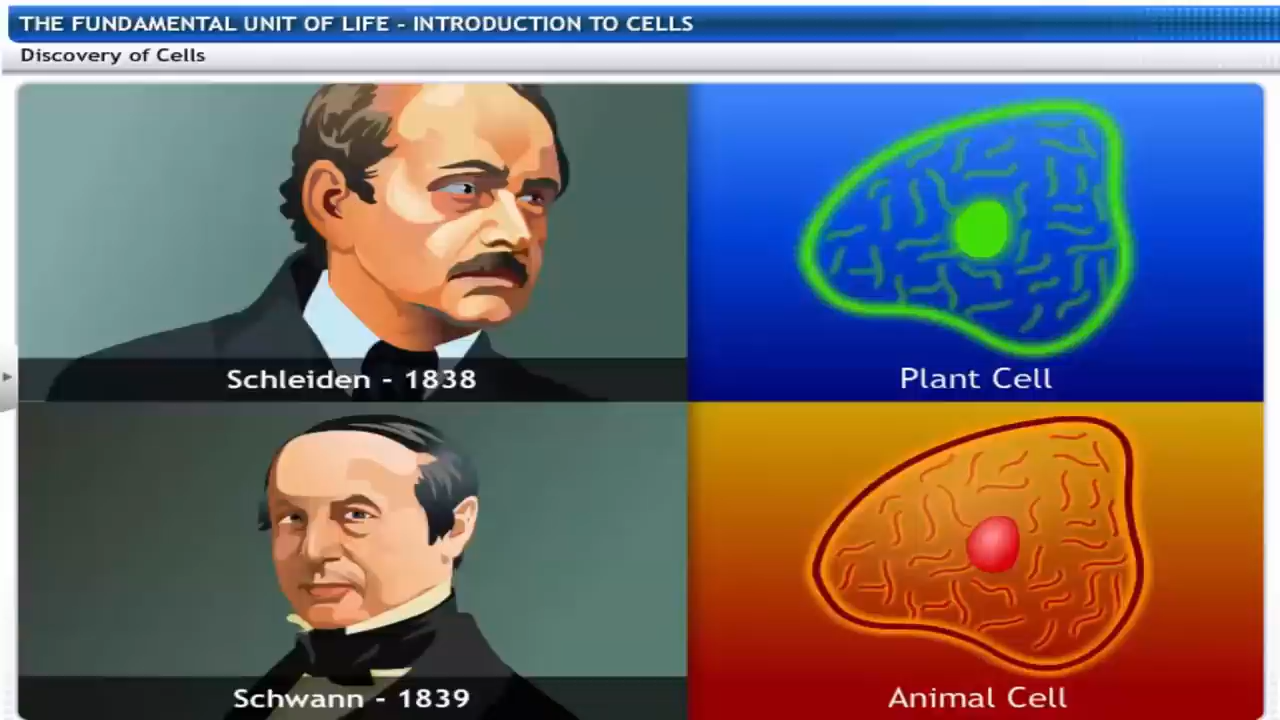 THE FUNDAMENTAL UNIT OF LIFE - INTRODUCTION TO CELLS
Discovery of Cells
Schleiden - 1838
Plant Cell
Schwann - 1839
Animal Cell